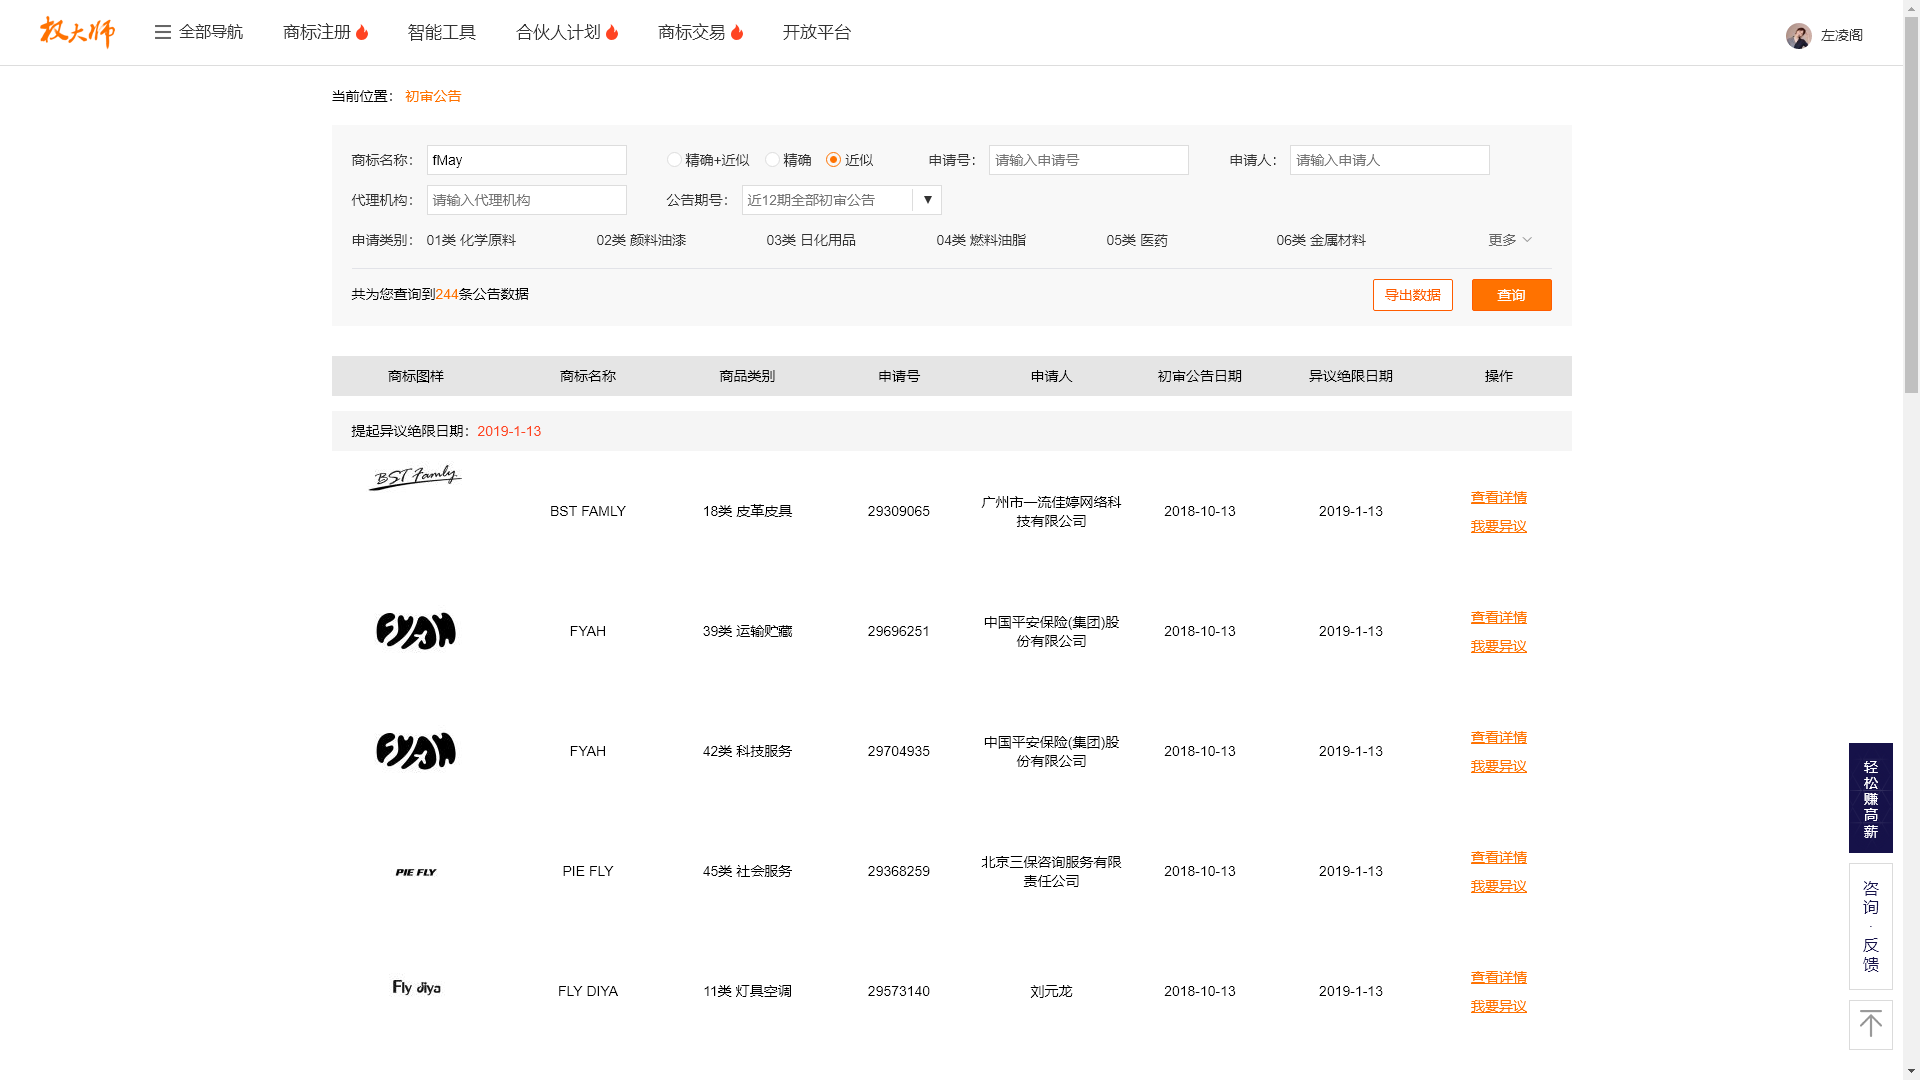 权大师 全部导航 商标注册 智能工具 合伙人计划 商标交易 开放平台 左凌阁
当前位置： 初审公告
商标名称： fMay 精确+近似 精确 近似 申请号： 请输入申请号 申请人： 请输入申请人
代理机构： 请输入代理机构 公告期号： 近12期全部初审公告 ▼
申请类别： 01类 化学原料 02类 颜料油漆 03类 日化用品 04类 燃料油脂 05类 医药 06类 金属材料 更多
共为您查询到244条公告数据 导出数据 查询
商标图样 商标名称 商品类别 申请号 申请人 初审公告日期 异议绝限日期 操作
提起异议绝限日期：2019-1-13
BST Famly BST FAMLY 18类 皮革皮具 29309065 广州市一流佳婷网络科技有限公司 2018-10-13 2019-1-13 查看详情
我要异议
FYAH FYAH 39类 运输贮藏 29696251 中国平安保险(集团)股份有限公司 2018-10-13 2019-1-13 查看详情
我要异议
FYAH FYAH 42类 科技服务 29704935 中国平安保险(集团)股份有限公司 2018-10-13 2019-1-13 查看详情
我要异议
PIE FLY PIE FLY 45类 社会服务 29368259 北京三保咨询服务有限责任公司 2018-10-13 2019-1-13 查看详情
我要异议
Fly diya FLY DIYA 11类 灯具空调 29573140 刘元龙 2018-10-13 2019-1-13 查看详情
我要异议
轻松赚高薪
咨询·反馈